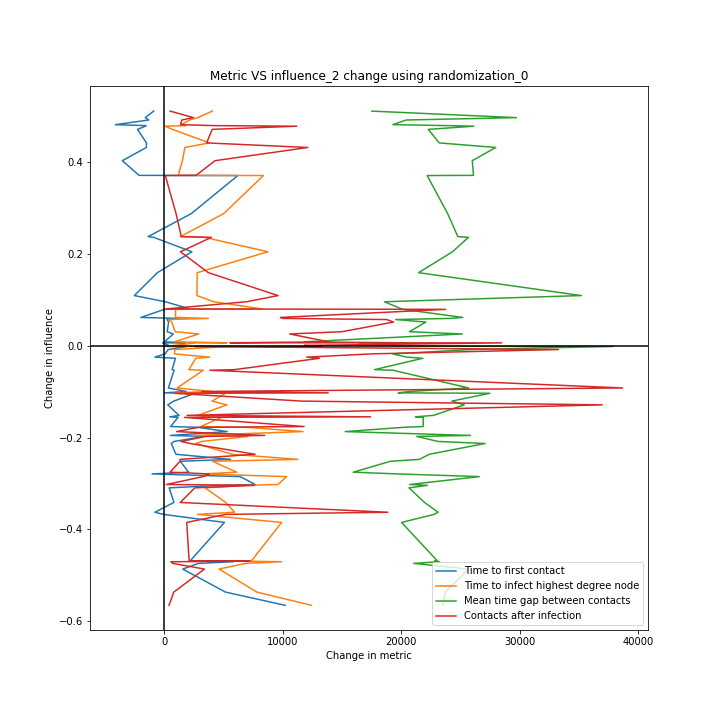 Metric VS influence_2 change using randomization_0
Change in influence
0.4
0.2
0.0
−0.2
−0.4
−0.6
0
10000
20000
30000
40000
Change in metric
Time to first contact
Time to infect highest degree node
Mean time gap between contacts
Contacts after infection